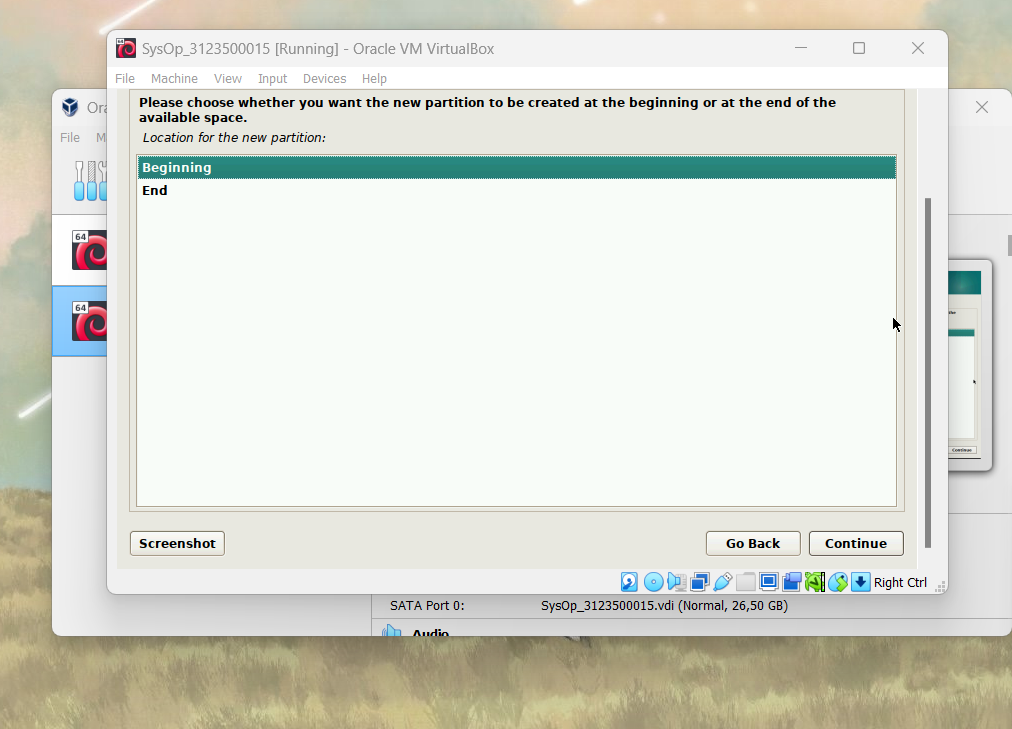 SysOp_3123500015 [Running] - Oracle VM VirtualBox
File Machine View Input Devices Help
Please choose whether you want the new partition to be created at the beginning or at the end of the
available space.
Location for the new partition:
Beginning
End
Screenshot
Go Back
Continue
Right Ctrl
Ora
File M
64
64
Continue
SATA Port 0: SysOp_3123500015.vdi (Normal, 26,50 GB)
Audio